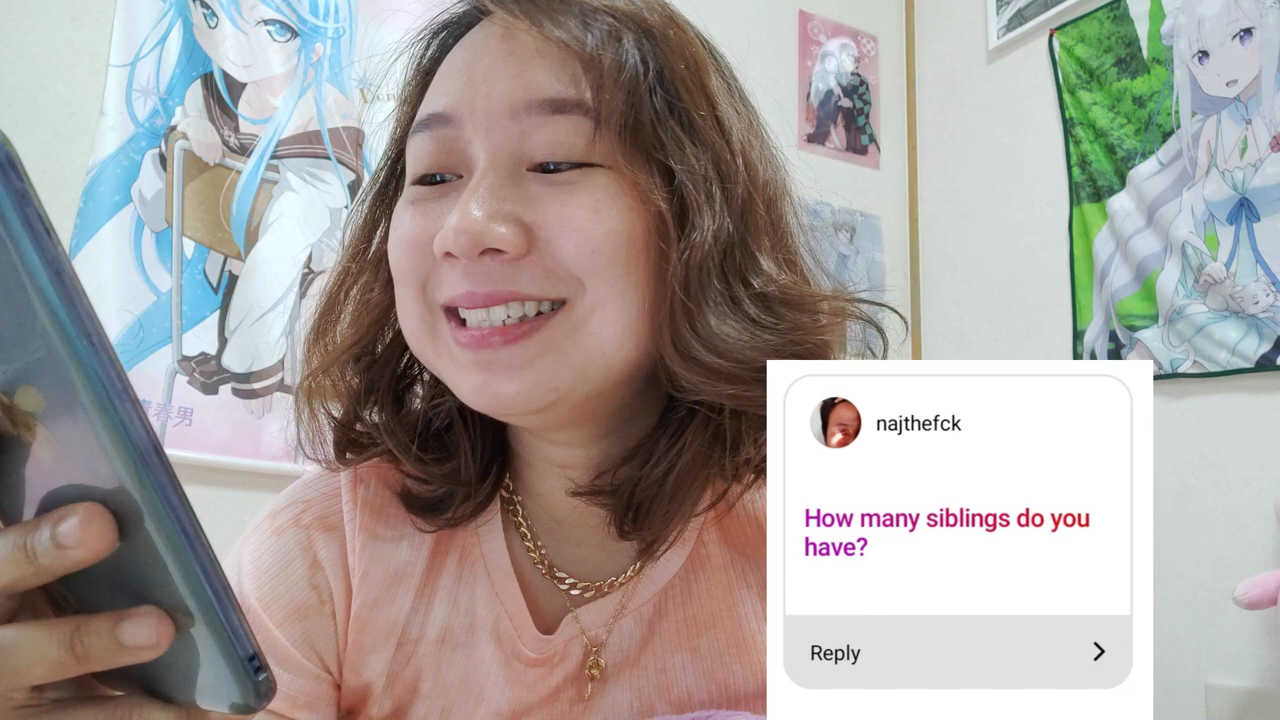 青春男
najthefck
How many siblings do you
have?
Reply